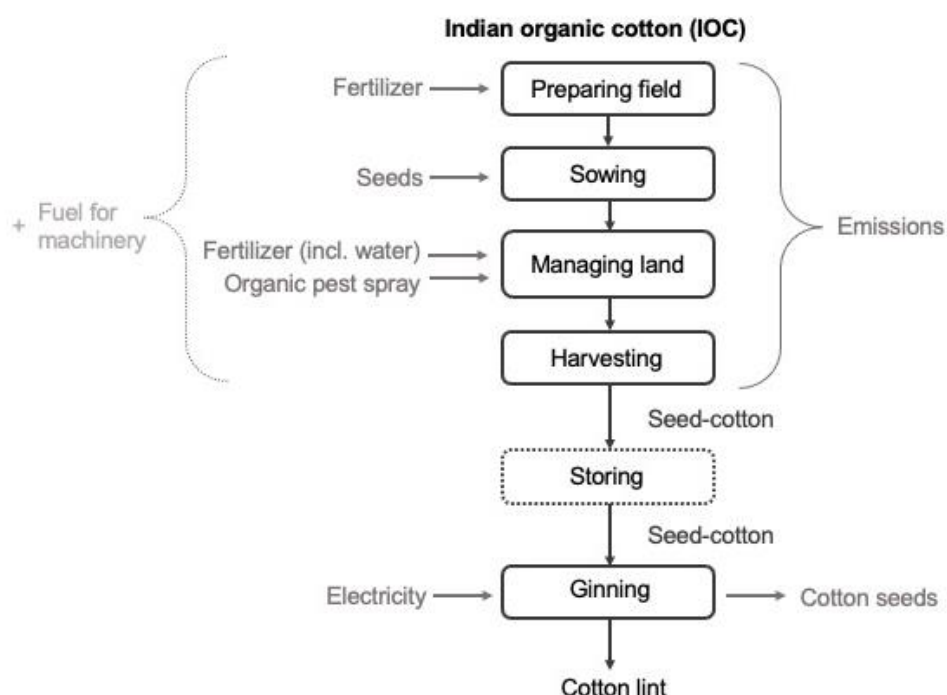 Indian organic cotton (IOC)
Fertilizer
Preparing field
Seeds
Sowing
+ Fuel for
machinery
Emissions
Fertilizer (incl. water)
Organic pest spray
Managing land
Harvesting
Seed-cotton
Storing
Seed-cotton
Electricity
Ginning
Cotton seeds
Cotton lint